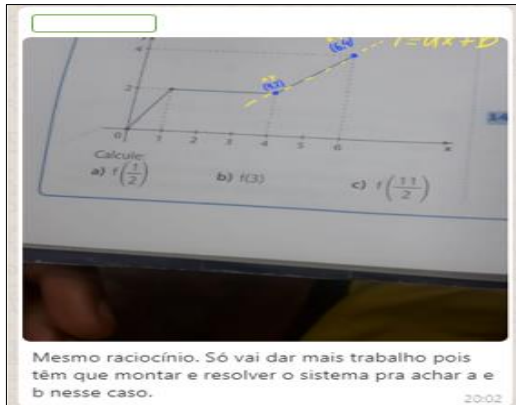 4
(6,4)
Y=ax+b
2
(4,2)
34
0 1 2 3 4 5 6 x
Calcule:
a) f(1/2) b) f(3) c) f(11/2)
Mesmo raciocínio. Só vai dar mais trabalho pois
têm que montar e resolver o sistema pra achar a e
b nesse caso.
20:02